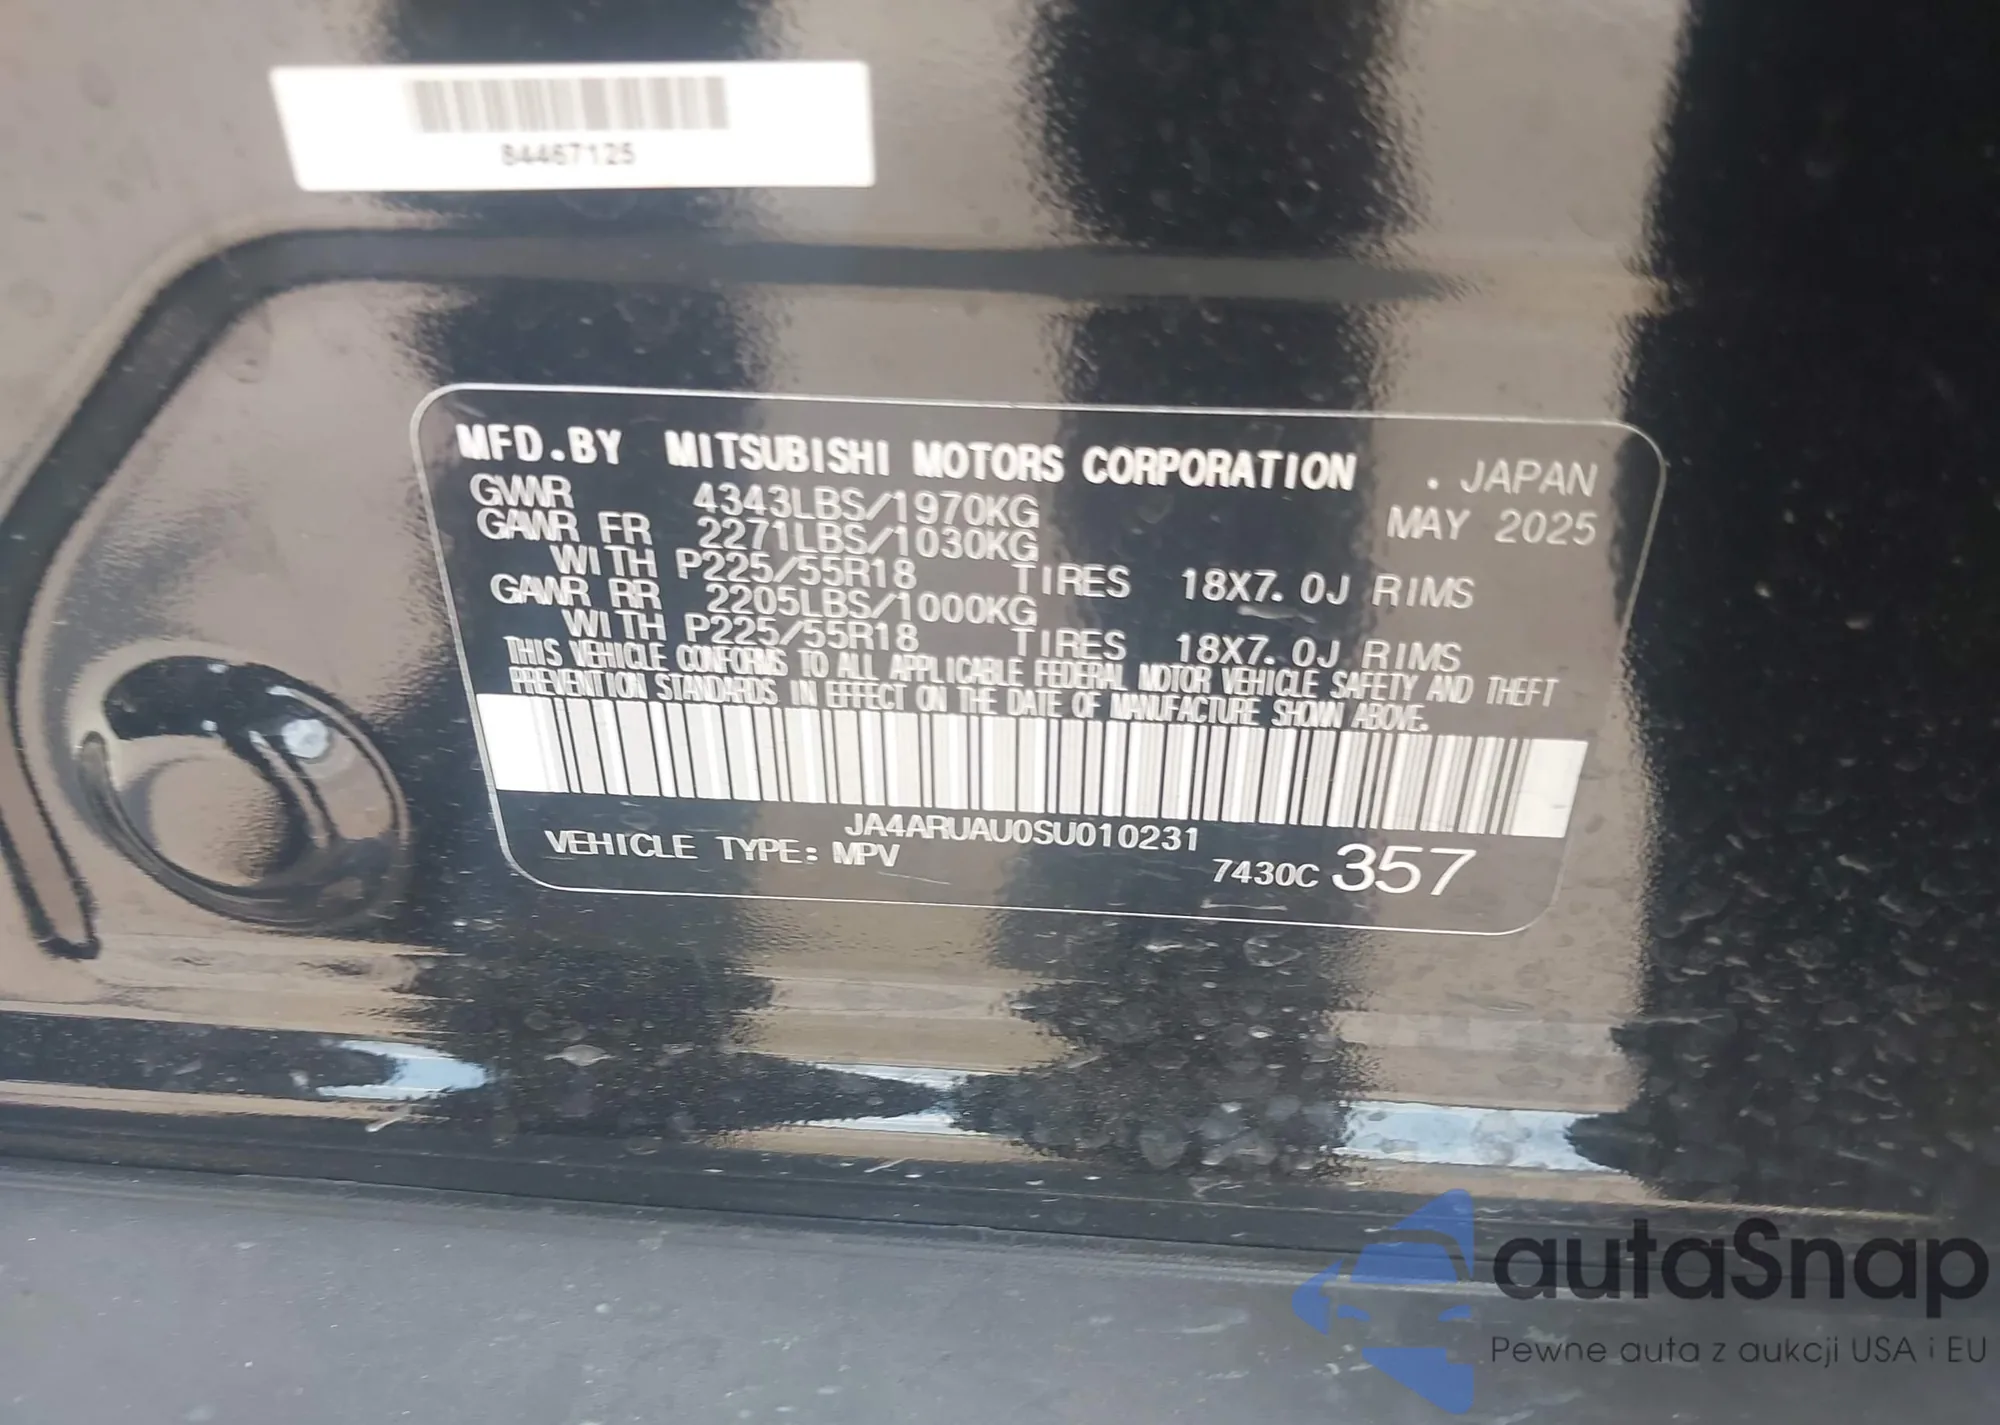 84467125
MFD.BY MITSUBISHI MOTORS CORPORATION . JAPAN
GVWR 4343LBS/1970KG MAY 2025
GAWR FR 2271LBS/1030KG
WITH P225/55R18 TIRES 18X7.0J RIMS
GAWR RR 2205LBS/1000KG
WITH P225/55R18 TIRES 18X7.0J RIMS
THIS VEHICLE CONFORMS TO ALL APPLICABLE FEDERAL MOTOR VEHICLE SAFETY AND THEFT
PREVENTION STANDARDS IN EFFECT ON THE DATE OF MANUFACTURE SHOWN ABOVE.
JA4ARUAU0SU010231
VEHICLE TYPE: MPV 7430C 357
autaSnap
Pewne auta z aukcji USA i EU